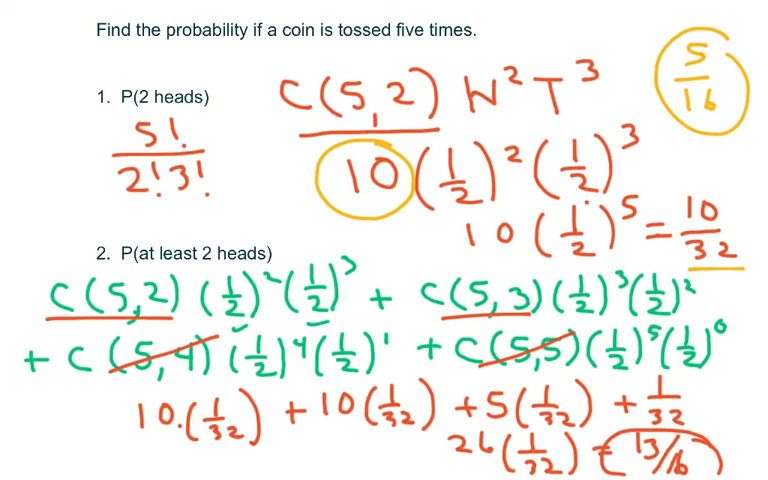 Find the probability if a coin is tossed five times.
5/16
1. P(2 heads)
C(5,2) H²T³
5!/2!3!
10(1/2)²(1/2)³
10(1/2)⁵ = 10/32
2. P(at least 2 heads)
C(5,2)(1/2)²(1/2)³ + C(5,3)(1/2)³(1/2)²
+ C(5,4)(1/2)⁴(1/2)¹ + C(5,5)(1/2)⁵(1/2)⁰
10·(1/32) + 10(1/32) + 5(1/32) + 1/32
26(1/32) = 13/16